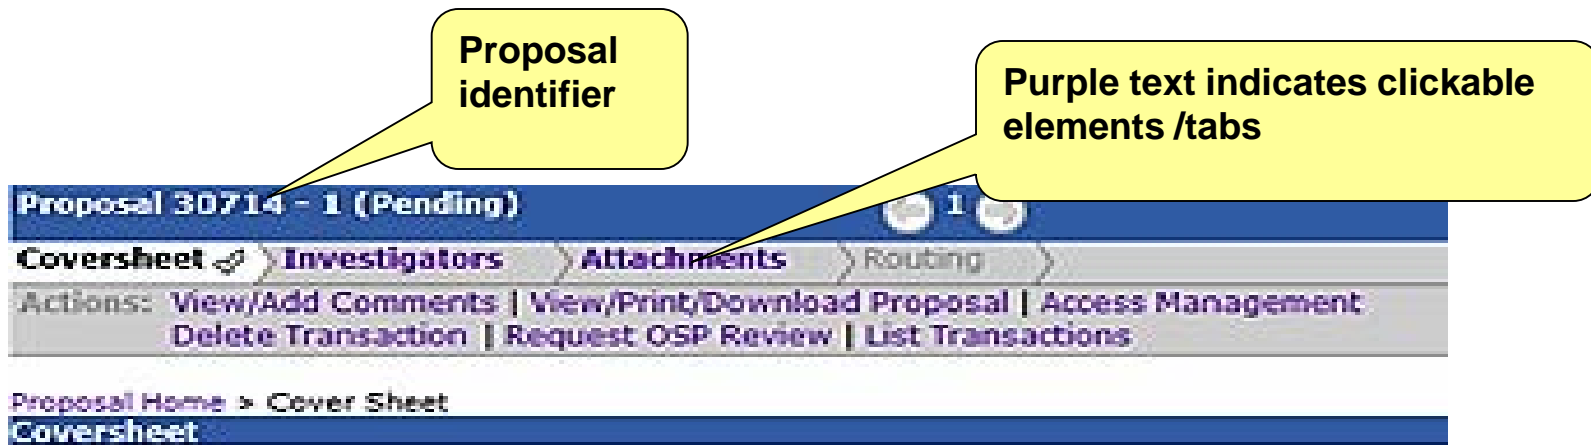 Proposal
identifier
Purple text indicates clickable
elements /tabs
Proposal 30714 - 1 (Pending)
1
Coversheet Investigators Attachments Routing
Actions: View/Add Comments | View/Print/Download Proposal | Access Management
Delete Transaction | Request OSP Review | List Transactions
Proposal Home > Cover Sheet
Coversheet